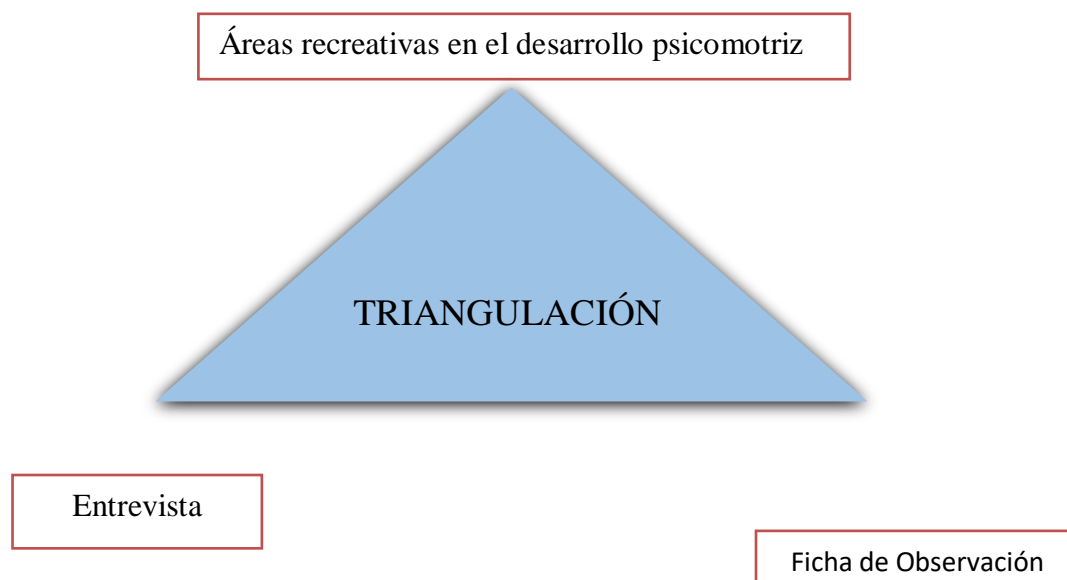 Áreas recreativas en el desarrollo psicomotriz
TRIANGULACIÓN
Entrevista
Ficha de Observación